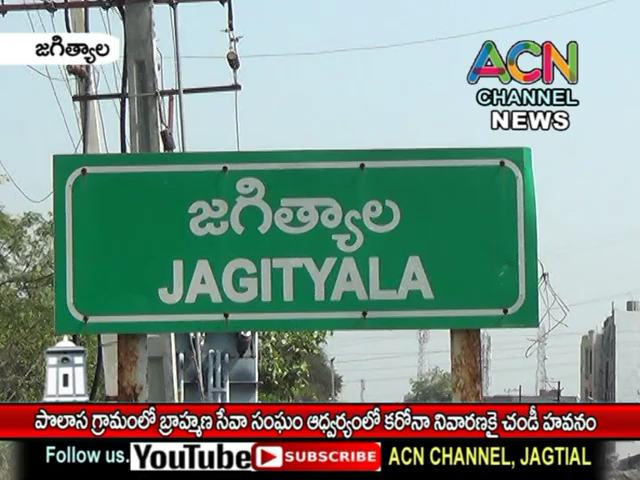 జగిత్యాల
ACN
CHANNEL
NEWS
జగిత్యాల
JAGITYALA
పొలాస గ్రామంలో బ్రాహ్మణ సేవా సంఘం ఆధ్వర్యంలో కరోనా నివారణకై చండీ హవనం
Follow us. YouTube SUBSCRIBE ACN CHANNEL, JAGTIAL